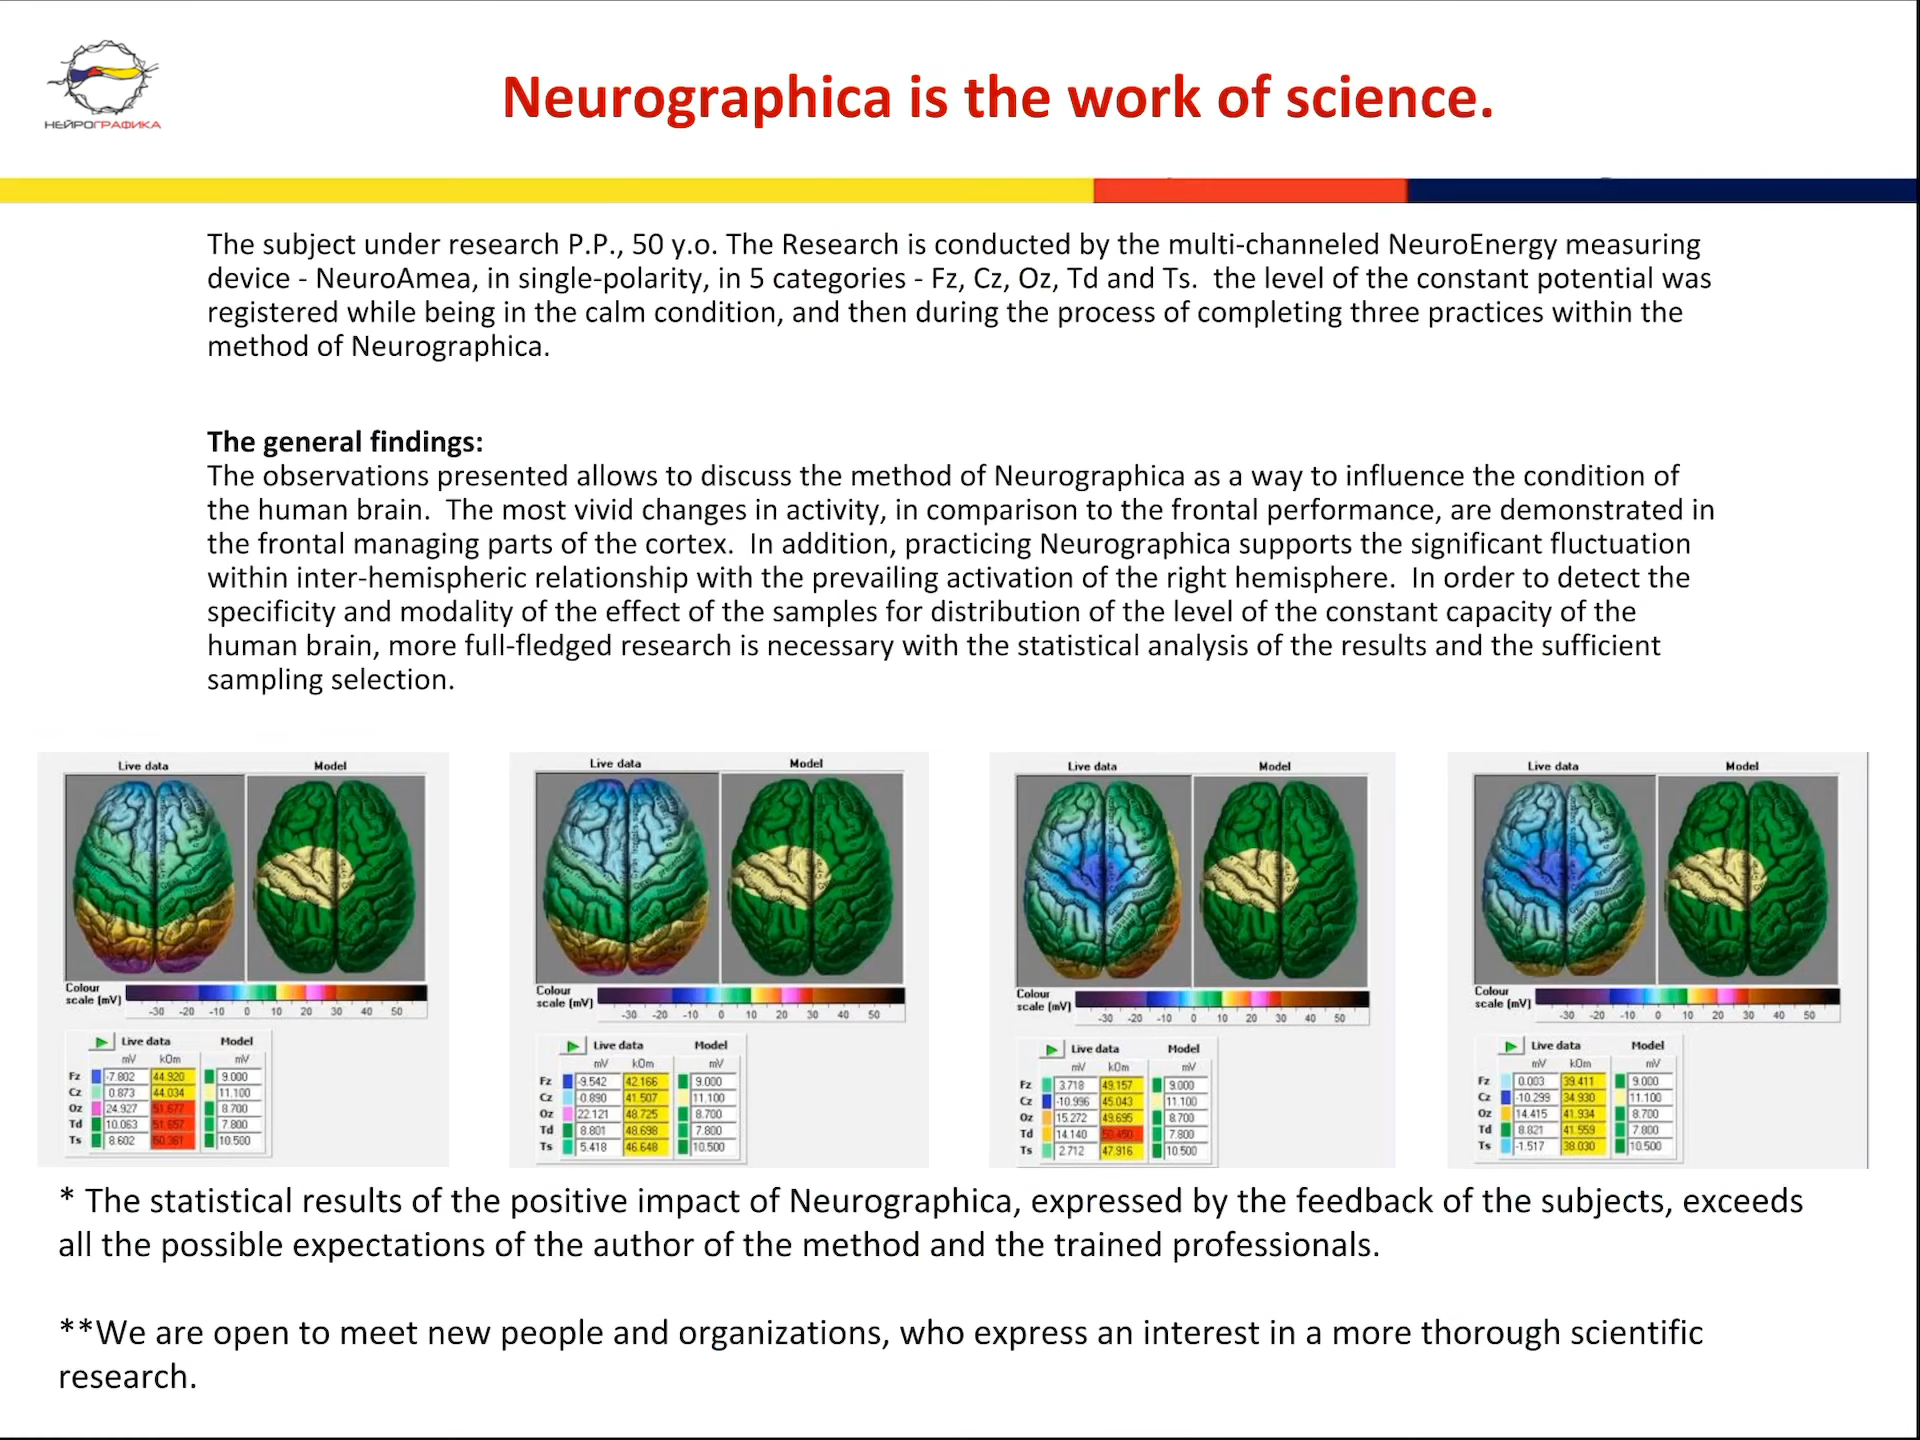 НЕЙРОГРАФИКА
Neurographica is the work of science.
The subject under research P.P., 50 y.o. The Research is conducted by the multi-channeled NeuroEnergy measuring
device - NeuroAmea, in single-polarity, in 5 categories - Fz, Cz, Oz, Td and Ts.  the level of the constant potential was
registered while being in the calm condition, and then during the process of completing three practices within the
method of Neurographica.
The general findings:
The observations presented allows to discuss the method of Neurographica as a way to influence the condition of
the human brain.  The most vivid changes in activity, in comparison to the frontal performance, are demonstrated in
the frontal managing parts of the cortex.  In addition, practicing Neurographica supports the significant fluctuation
within inter-hemispheric relationship with the prevailing activation of the right hemisphere.  In order to detect the
specificity and modality of the effect of the samples for distribution of the level of the constant capacity of the
human brain, more full-fledged research is necessary with the statistical analysis of the results and the sufficient
sampling selection.
Live data Model
Colour
scale (mV)
-30 -20 -10 0 10 20 30 40 50
Live data Model
mV kOm mV
Fz -7.802 44.920 9.000
Cz 0.873 44.034 11.100
Oz 24.927 51.677 8.700
Td 10.063 51.657 7.800
Ts 8.602 50.361 10.500
Live data Model
Colour
scale (mV)
-30 -20 -10 0 10 20 30 40 50
Live data Model
mV kOm mV
Fz -9.542 42.166 9.000
Cz -0.890 41.507 11.100
Oz 22.121 48.725 8.700
Td 8.801 48.698 7.800
Ts 5.418 46.648 10.500
Live data Model
Colour
scale (mV)
-30 -20 -10 0 10 20 30 40 50
Live data Model
mV kOm mV
Fz 3.718 49.157 9.000
Cz -10.996 45.043 11.100
Oz 15.272 49.695 8.700
Td 14.140 50.450 7.800
Ts 2.712 47.916 10.500
Live data Model
Colour
scale (mV)
-30 -20 -10 0 10 20 30 40 50
Live data Model
mV kOm mV
Fz 0.003 39.411 9.000
Cz -10.299 34.930 11.100
Oz 14.415 41.934 8.700
Td 8.821 41.559 7.800
Ts -1.517 38.030 10.500
* The statistical results of the positive impact of Neurographica, expressed by the feedback of the subjects, exceeds
all the possible expectations of the author of the method and the trained professionals.
**We are open to meet new people and organizations, who express an interest in a more thorough scientific
research.